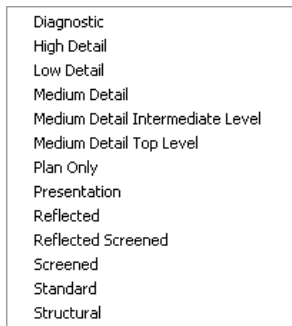 Diagnostic
High Detail
Low Detail
Medium Detail
Medium Detail Intermediate Level
Medium Detail Top Level
Plan Only
Presentation
Reflected
Reflected Screened
Screened
Standard
Structural